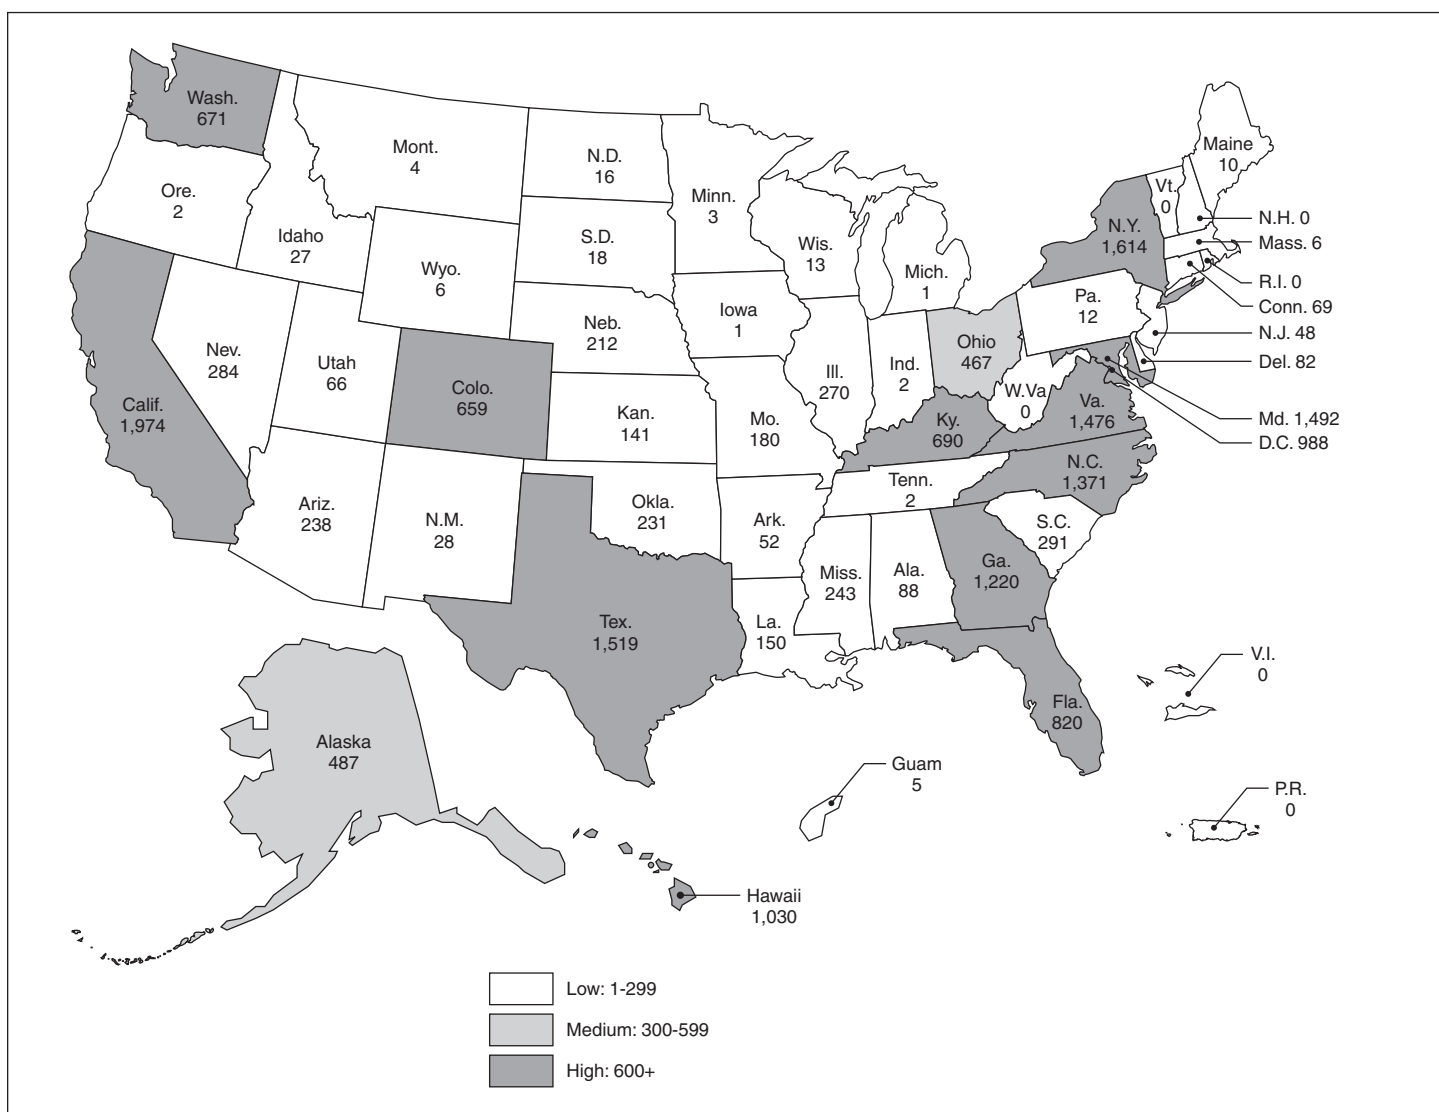 Wash.
671
Mont.
4
N.D.
16
Minn.
3
Maine
10
Ore.
2
Idaho
27
Wyo.
6
S.D.
18
Wis.
13
Mich.
1
Vt.
0
N.Y.
1,614
N.H. 0
Mass. 6
R.I. 0
Conn. 69
N.J. 48
Del. 82
Md. 1,492
D.C. 988
Pa.
12
Iowa
1
Neb.
212
Nev.
284
Utah
66
Colo.
659
Calif.
1,974
Kan.
141
Mo.
180
Ill.
270
Ind.
2
Ohio
467
W.Va
0
Va.
1,476
Ky.
690
N.C.
1,371
Tenn.
2
Ariz.
238
N.M.
28
Okla.
231
Ark.
52
S.C.
291
Miss.
243
Ala.
88
Ga.
1,220
Tex.
1,519
La.
150
Fla.
820
V.I.
0
Alaska
487
Guam
5
P.R.
0
Hawaii
1,030
Low: 1-299
Medium: 300-599
High: 600+